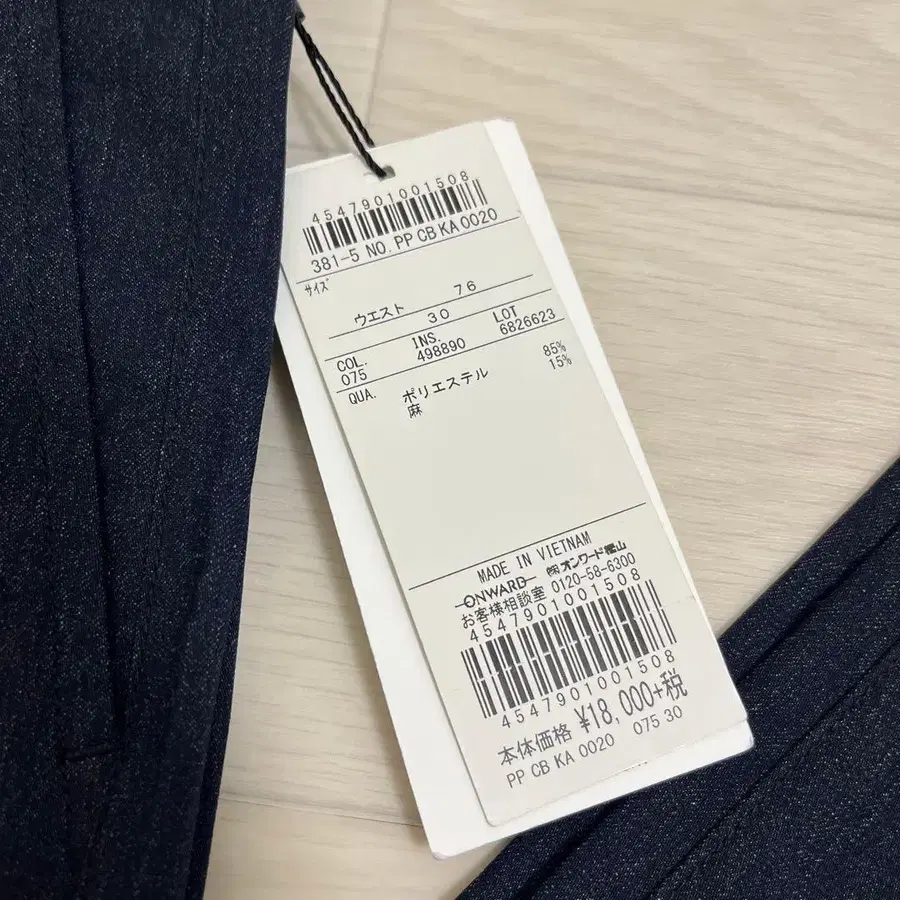 4547901001508
381-5 NO. PP CB KA 0020
サイズ
ウエスト 76
30
COL. INS. LOT
075 498890 6826623
QUA. ポリエステル 85%
麻 15%
MADE IN VIETNAM
ONWARD ㈱オンワード樫山
お客様相談室 0120-58-6300
4547901001508
4547901001508
本体価格 ¥18,000+税
PP CB KA 0020 075 30